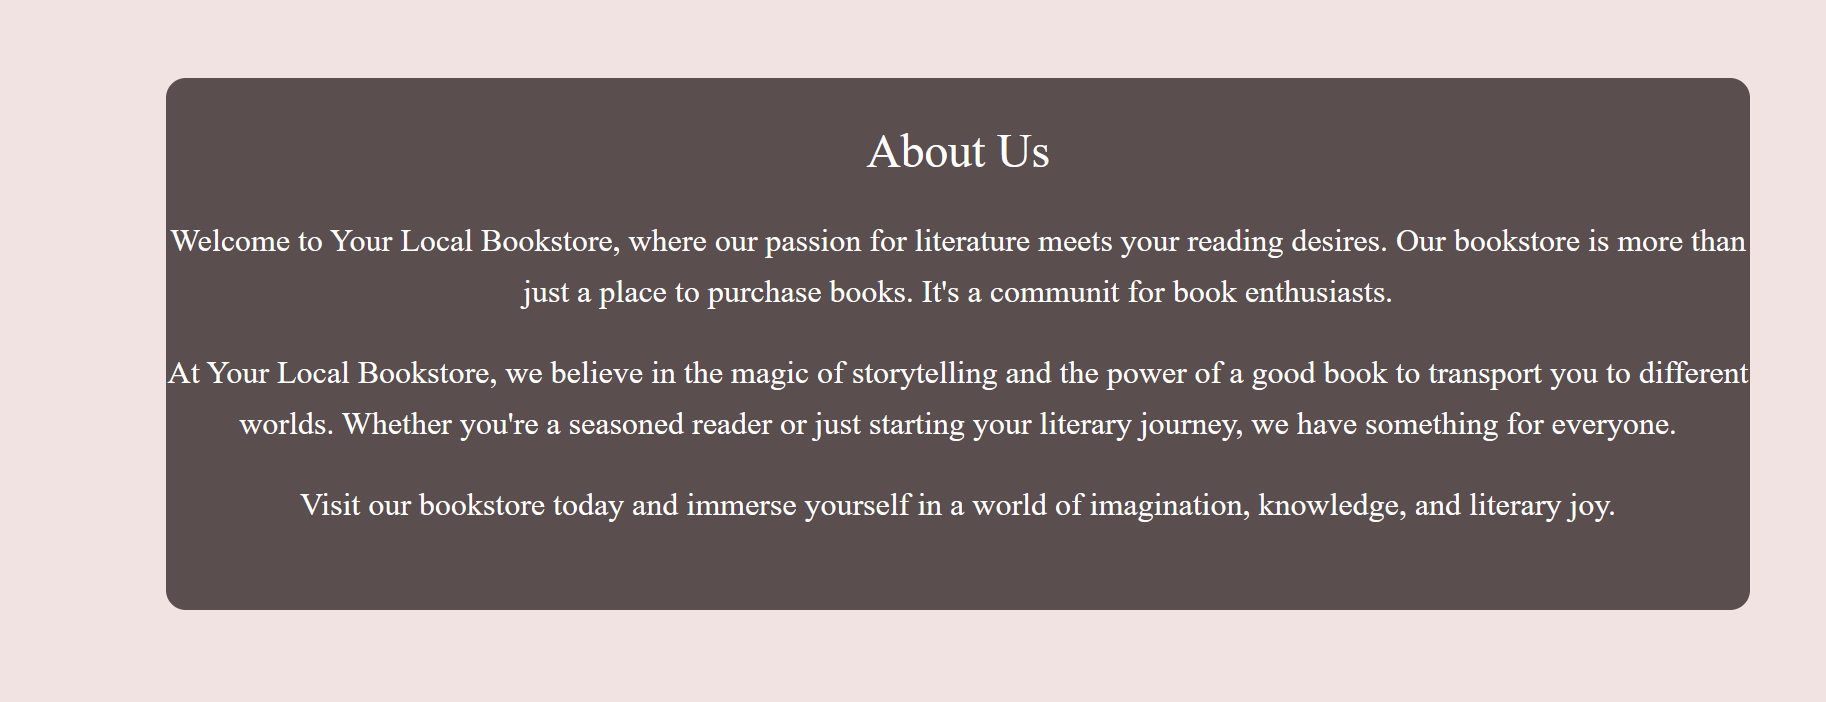 About Us
Welcome to Your Local Bookstore, where our passion for literature meets your reading desires. Our bookstore is more than
just a place to purchase books. It's a communit for book enthusiasts.
At Your Local Bookstore, we believe in the magic of storytelling and the power of a good book to transport you to different
worlds. Whether you're a seasoned reader or just starting your literary journey, we have something for everyone.
Visit our bookstore today and immerse yourself in a world of imagination, knowledge, and literary joy.